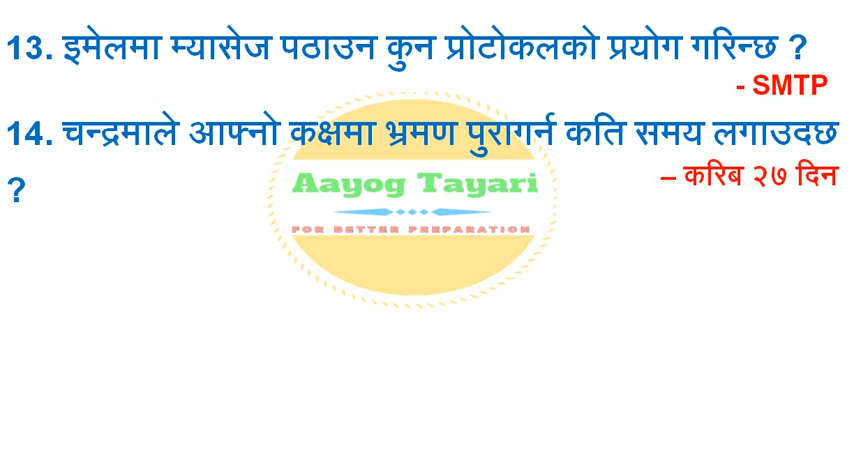 13. इमेलमा म्यासेज पठाउन कुन प्रोटोकलको प्रयोग गरिन्छ ?
- SMTP
14. चन्द्रमाले आफ्नो कक्षमा भ्रमण पुरागर्न कति समय लगाउदछ
?
– करिब २७ दिन
Aayog Tayari
FOR BETTER PREPARATION